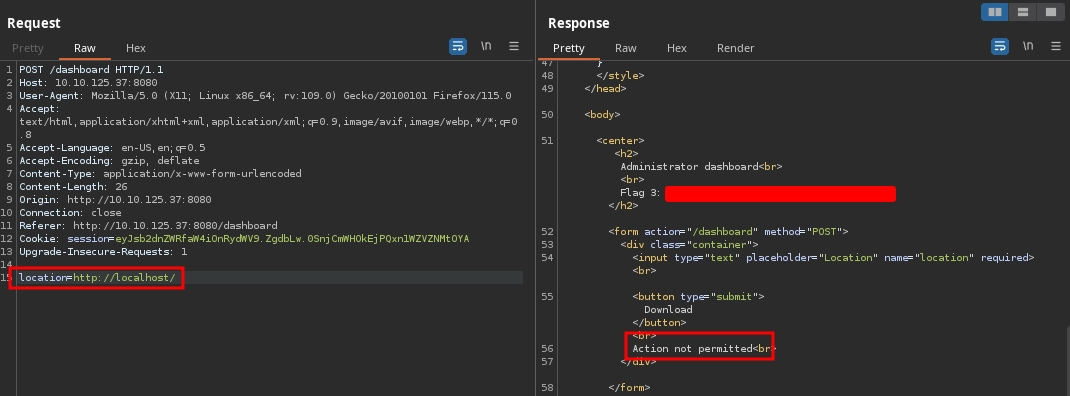 Request
Pretty Raw Hex \n
1 POST /dashboard HTTP/1.1
2 Host: 10.10.125.37:8080
3 User-Agent: Mozilla/5.0 (X11; Linux x86_64; rv:109.0) Gecko/20100101 Firefox/115.0
4 Accept:
text/html,application/xhtml+xml,application/xml;q=0.9,image/avif,image/webp,*/*;q=0
.8
5 Accept-Language: en-US,en;q=0.5
6 Accept-Encoding: gzip, deflate
7 Content-Type: application/x-www-form-urlencoded
8 Content-Length: 26
9 Origin: http://10.10.125.37:8080
10 Connection: close
11 Referer: http://10.10.125.37:8080/dashboard
12 Cookie: session=eyJsb2dnZWRfaW4iOnRydWV9.ZgdbLw.0SnjCmWHOkEjPQxn1WZVZNMtOYA
13 Upgrade-Insecure-Requests: 1
14
15 location=http://localhost/
Response
Pretty Raw Hex Render \n
47 }
48 </style>
49 </head>
50 <body>
51 <center>
<h2>
Administrator dashboard<br>
<br>
Flag 3:
</h2>
52 <form action="/dashboard" method="POST">
53 <div class="container">
54 <input type="text" placeholder="Location" name="location" required>
<br>
55 <button type="submit">
Download
</button>
<br>
56 Action not permitted<br>
57 </div>
58 </form>